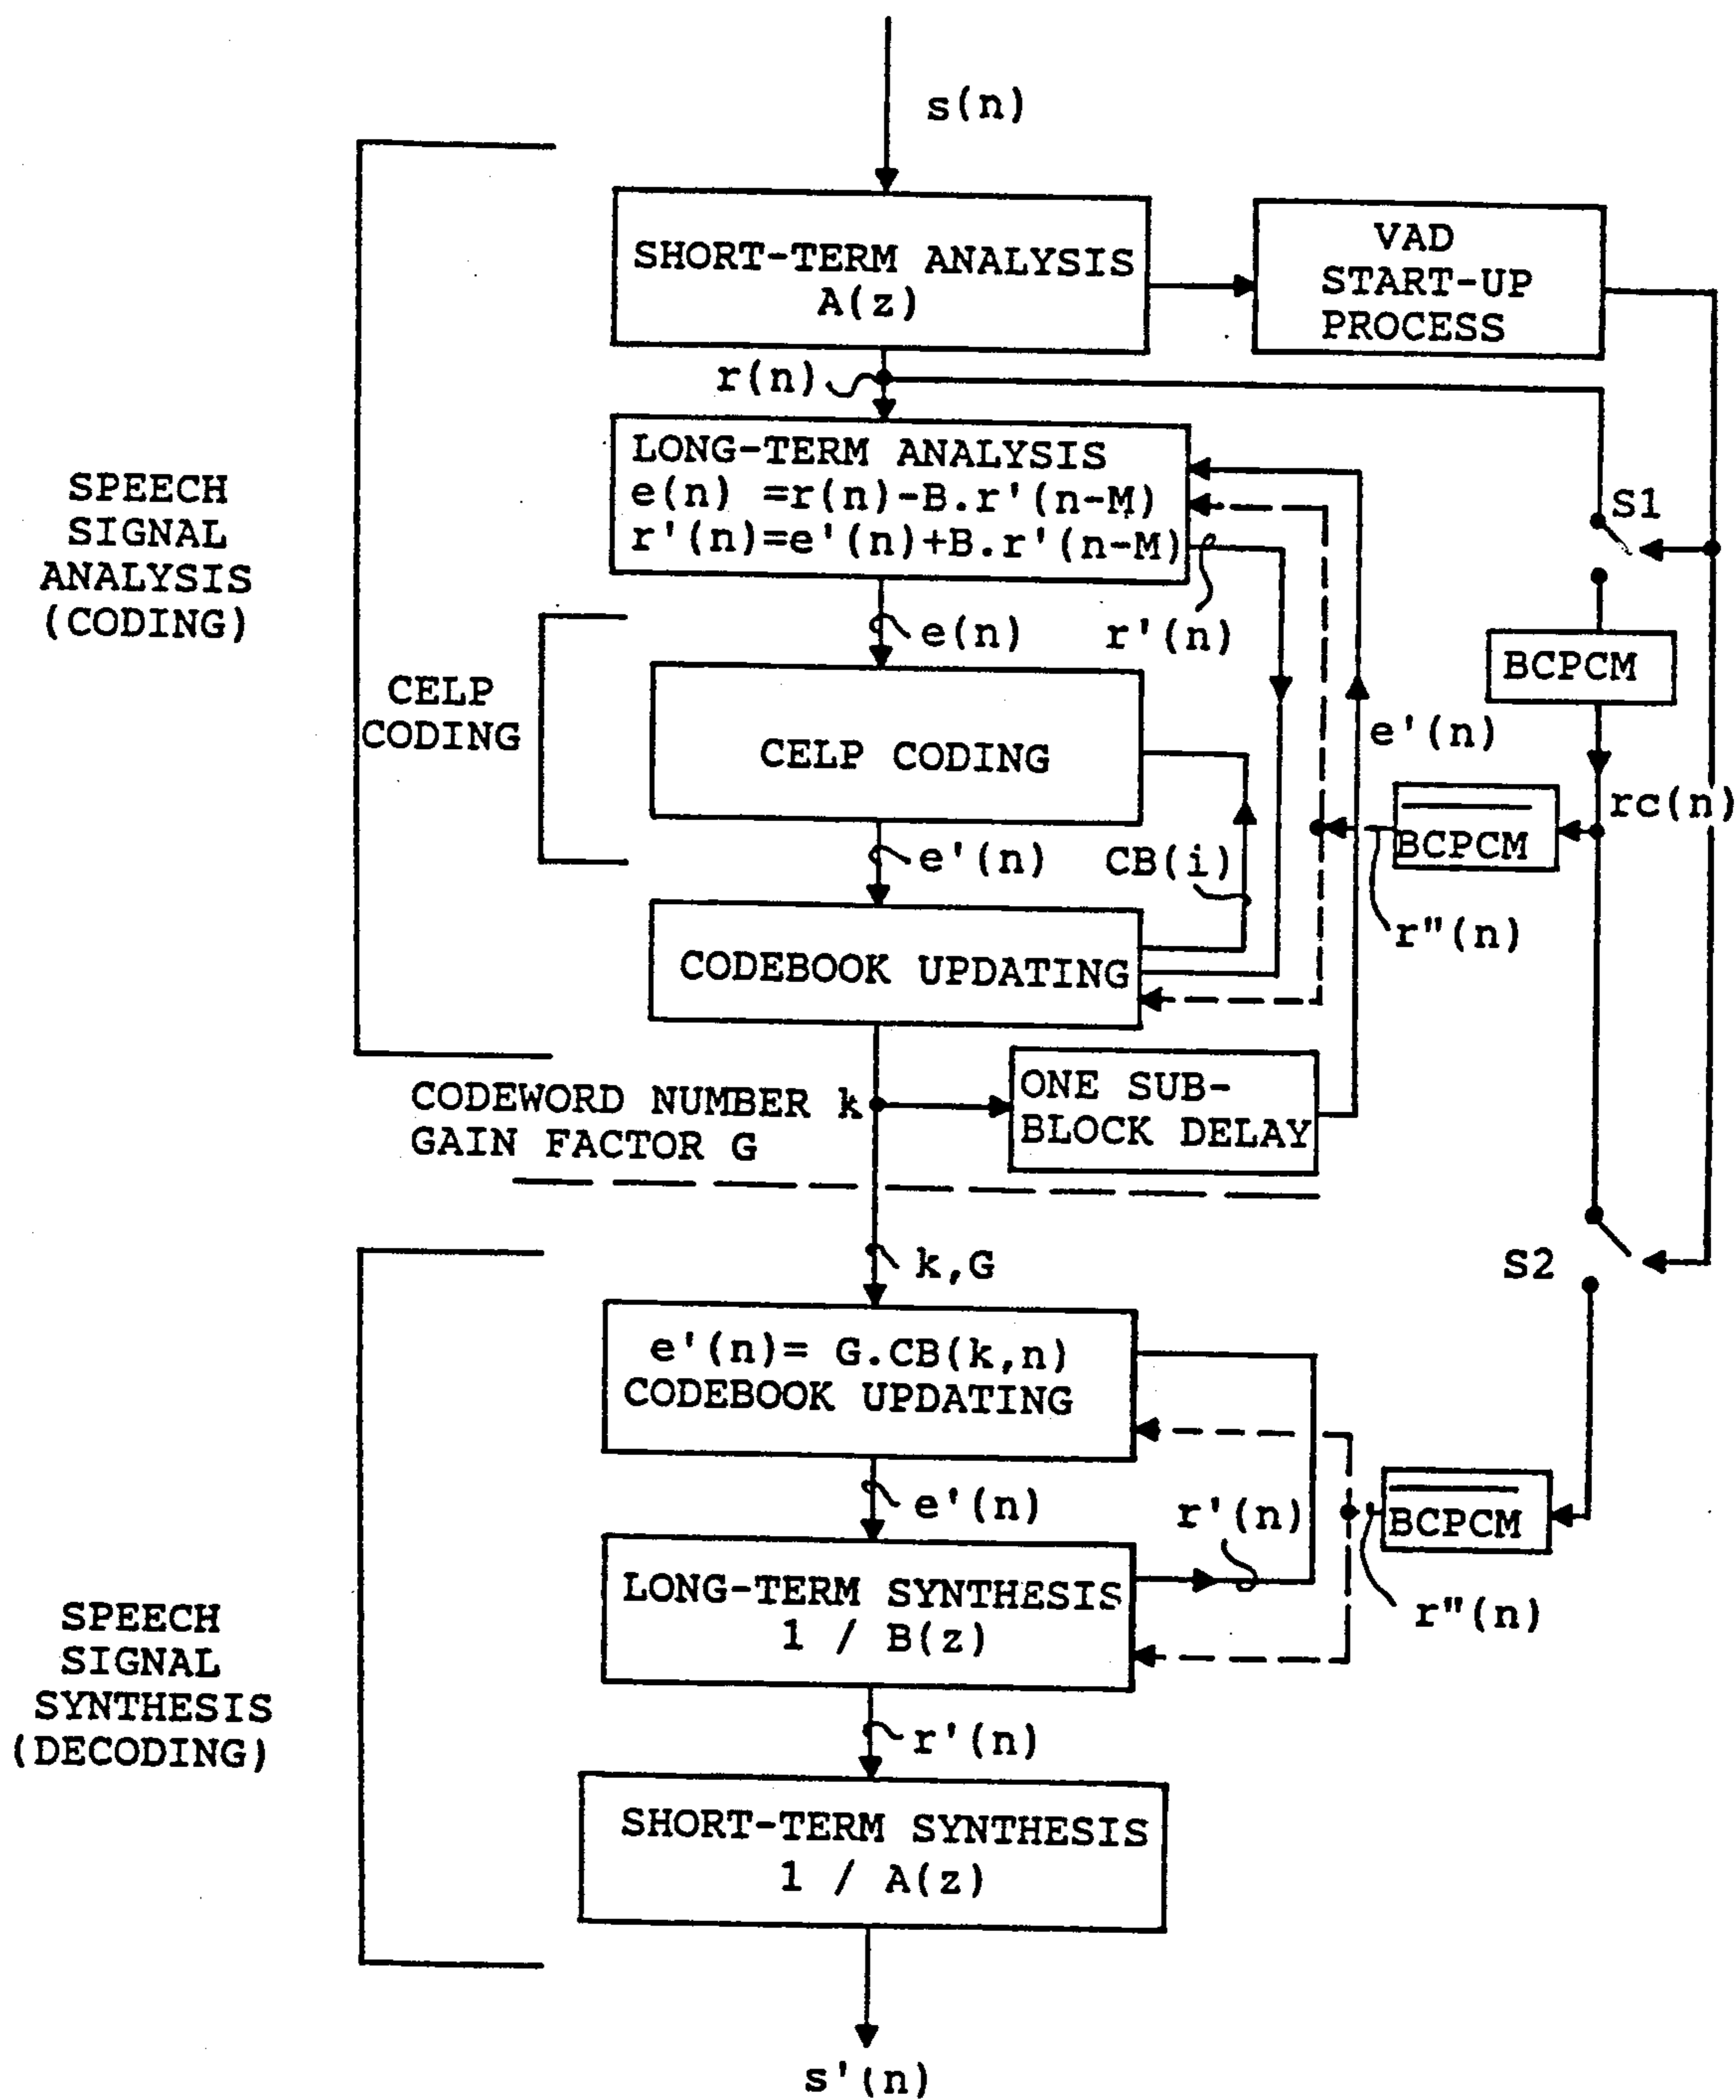 s(n)
SHORT-TERM ANALYSIS
A(z)
VAD
START-UP
PROCESS
r(n)
LONG-TERM ANALYSIS
e(n) =r(n)-B.r'(n-M)
r'(n)=e'(n)+B.r'(n-M)
S1
SPEECH
SIGNAL
ANALYSIS
(CODING)
e(n)
r'(n)
BCPCM
CELP
CODING
CELP CODING
e'(n)
rc(n)
BCPCM
e'(n)
CB(i)
r"(n)
CODEBOOK UPDATING
CODEWORD NUMBER k
GAIN FACTOR G
ONE SUB-
BLOCK DELAY
k,G
S2
e'(n)= G.CB(k,n)
CODEBOOK UPDATING
e'(n)
r'(n)
BCPCM
r"(n)
LONG-TERM SYNTHESIS
1 / B(z)
SPEECH
SIGNAL
SYNTHESIS
(DECODING)
r'(n)
SHORT-TERM SYNTHESIS
1 / A(z)
s'(n)